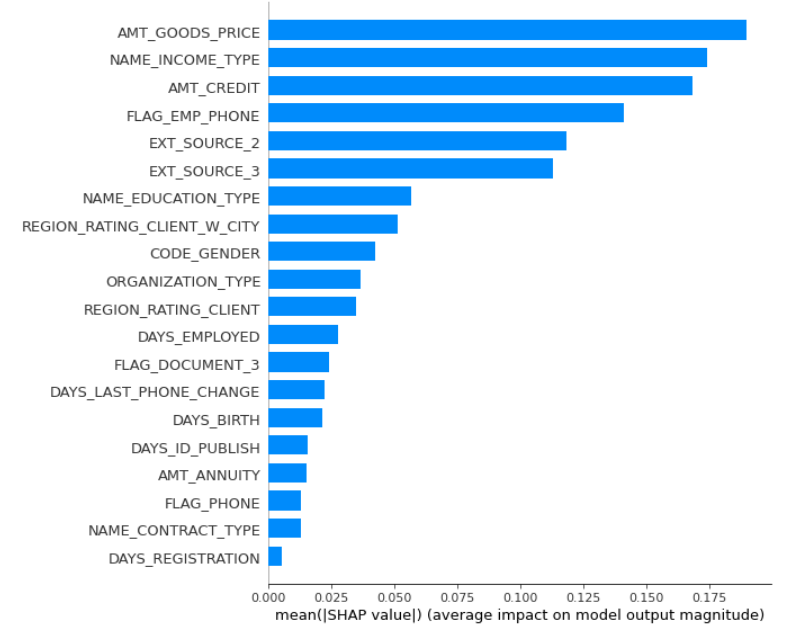 AMT_GOODS_PRICE
NAME_INCOME_TYPE
AMT_CREDIT
FLAG_EMP_PHONE
EXT_SOURCE_2
EXT_SOURCE_3
NAME_EDUCATION_TYPE
REGION_RATING_CLIENT_W_CITY
CODE_GENDER
ORGANIZATION_TYPE
REGION_RATING_CLIENT
DAYS_EMPLOYED
FLAG_DOCUMENT_3
DAYS_LAST_PHONE_CHANGE
DAYS_BIRTH
DAYS_ID_PUBLISH
AMT_ANNUITY
FLAG_PHONE
NAME_CONTRACT_TYPE
DAYS_REGISTRATION
0.000 0.025 0.050 0.075 0.100 0.125 0.150 0.175
mean(|SHAP value|) (average impact on model output magnitude)